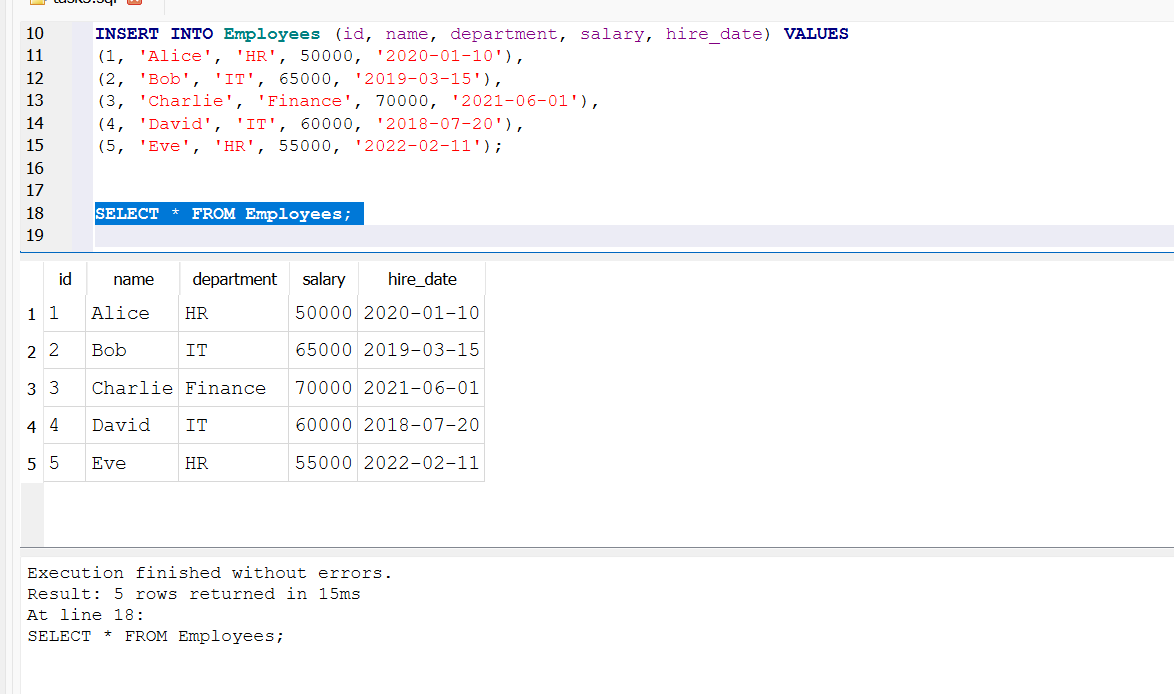 10 INSERT INTO Employees (id, name, department, salary, hire_date) VALUES
11 (1, 'Alice', 'HR', 50000, '2020-01-10'),
12 (2, 'Bob', 'IT', 65000, '2019-03-15'),
13 (3, 'Charlie', 'Finance', 70000, '2021-06-01'),
14 (4, 'David', 'IT', 60000, '2018-07-20'),
15 (5, 'Eve', 'HR', 55000, '2022-02-11');
16
17
18 SELECT * FROM Employees;
19
id name department salary hire_date
1 1 Alice HR 50000 2020-01-10
2 2 Bob IT 65000 2019-03-15
3 3 Charlie Finance 70000 2021-06-01
4 4 David IT 60000 2018-07-20
5 5 Eve HR 55000 2022-02-11
Execution finished without errors.
Result: 5 rows returned in 15ms
At line 18:
SELECT * FROM Employees;